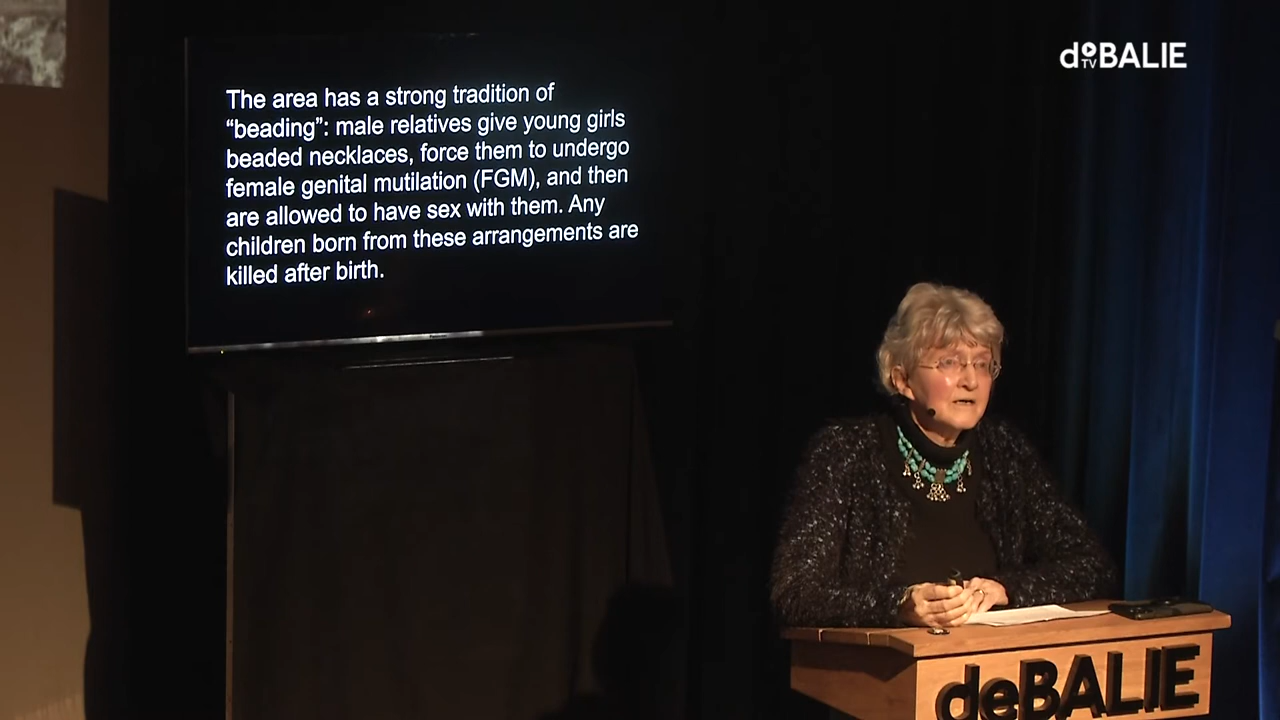 The area has a strong tradition of
“beading”: male relatives give young girls
beaded necklaces, force them to undergo
female genital mutilation (FGM), and then
are allowed to have sex with them. Any
children born from these arrangements are
killed after birth.
deBALIE TV
deBALIE